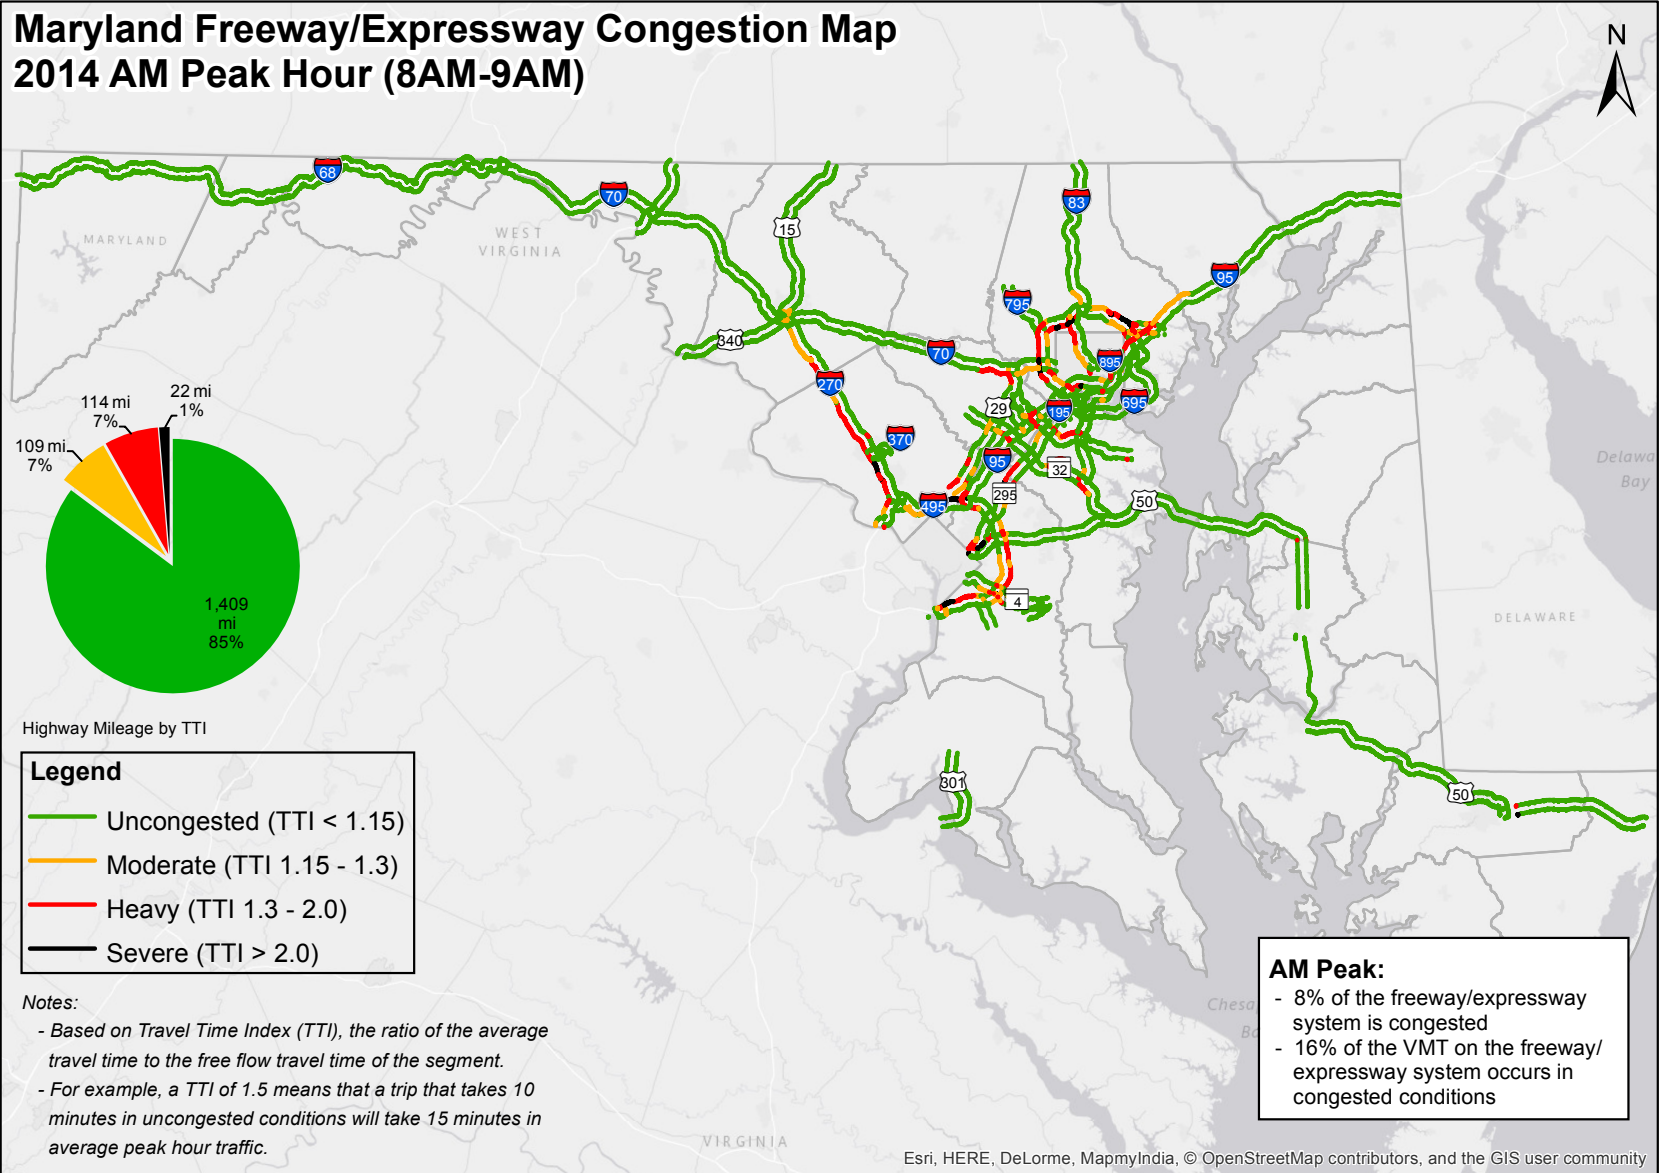 Maryland Freeway/Expressway Congestion Map
2014 AM Peak Hour (8AM-9AM)
N
68
70
15
83
95
MARYLAND
WEST
VIRGINIA
795
340
70
895
270
695
29
195
370
95
32
295
495
50
Delawa
Bay
4
DELAWARE
301
50
22 mi
1%
114 mi
7%
109 mi
7%
1,409
mi
85%
Highway Mileage by TTI
Legend
Uncongested (TTI < 1.15)
Moderate (TTI 1.15 - 1.3)
Heavy (TTI 1.3 - 2.0)
Severe (TTI > 2.0)
Notes:
- Based on Travel Time Index (TTI), the ratio of the average
travel time to the free flow travel time of the segment.
- For example, a TTI of 1.5 means that a trip that takes 10
minutes in uncongested conditions will take 15 minutes in
average peak hour traffic.
Chesa
Ba
AM Peak:
- 8% of the freeway/expressway
system is congested
- 16% of the VMT on the freeway/
expressway system occurs in
congested conditions
VIRGINIA
Esri, HERE, DeLorme, MapmyIndia, © OpenStreetMap contributors, and the GIS user community